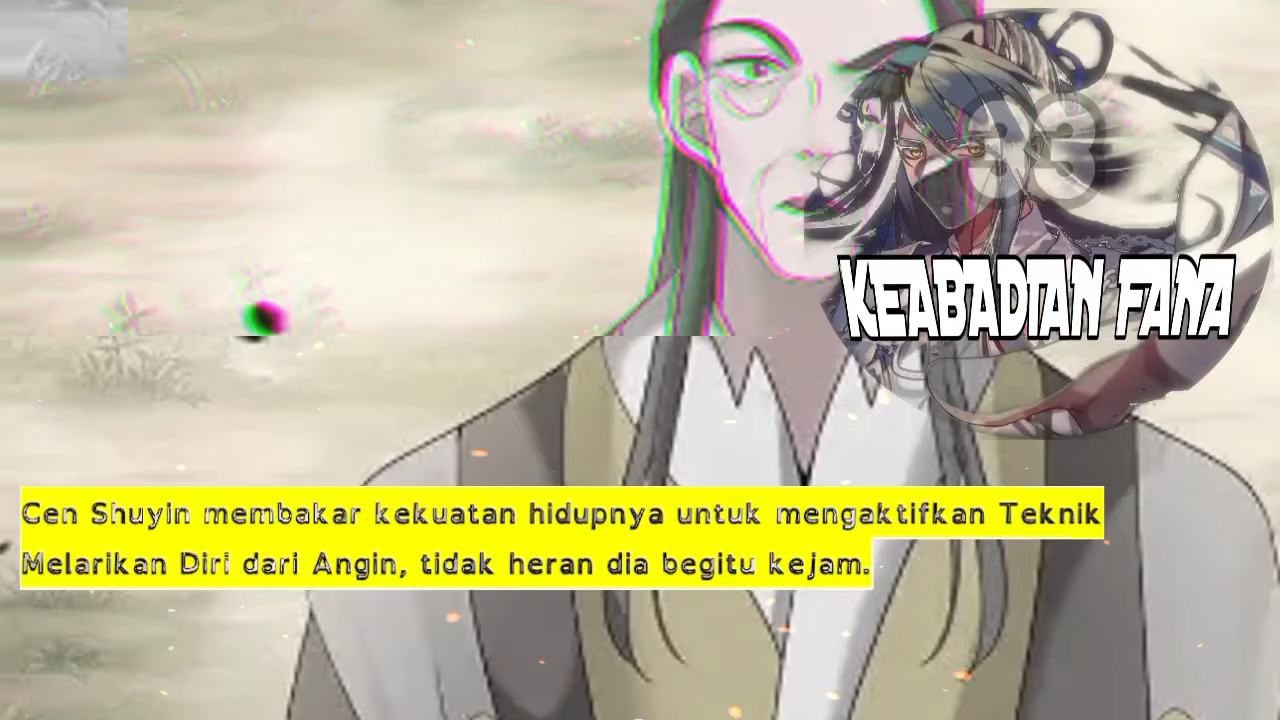 33
KEABADIAN FANA
Cen Shuyin membakar kekuatan hidupnya untuk mengaktifkan Teknik
Melarikan Diri dari Angin, tidak heran dia begitu kejam.